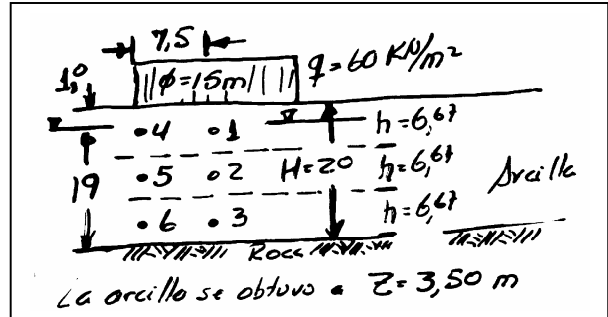 7,5
φ=15m q=60 KN/m²
1,0
•4 •1 h=6,67
19 •5 •2 H=20 h=6,67 Arcilla
•6 •3 h=6,67
Roca
La arcilla se obtuvo a Z=3,50 m